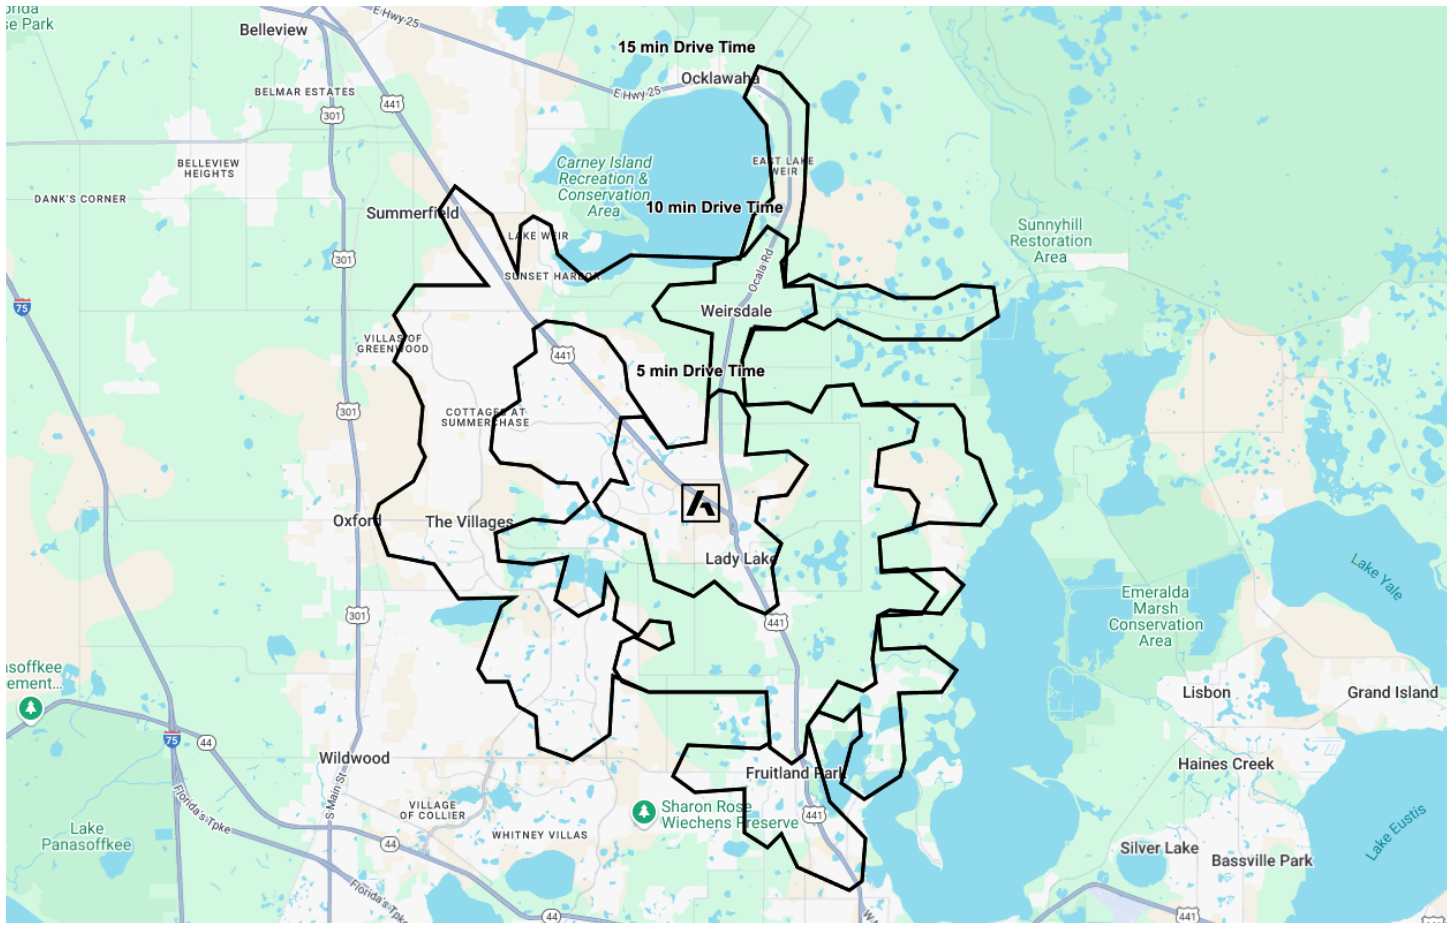 orida
se Park
Belleview
E Hwy 25
15 min Drive Time
Ocklawaha
BELMAR ESTATES
441
301
E Hwy 25
BELLEVIEW
HEIGHTS
Carney Island
Recreation &
Conservation
Area
EAST LAKE
WEIR
DANK'S CORNER
Summerfield
10 min Drive Time
LAKE WEIR
Sunnyhill
Restoration
Area
301
SUNSET HARBOR
Ocala Rd
75
Weirsdale
VILLAS OF
GREENWOOD
441
5 min Drive Time
301
COTTAGES AT
SUMMERCHASE
Oxford
The Villages
Lady Lake
Lake Yale
Emeralda
Marsh
Conservation
Area
301
441
asoffkee
ement...
Lisbon
Grand Island
75
44
Wildwood
Fruitland Park
Haines Creek
S Main St
Florida's Tpke
VILLAGE
OF COLLIER
Sharon Rose
Wiechens Preserve
441
WHITNEY VILLAS
Lake
Panasoffkee
44
Silver Lake
Bassville Park
Lake Eustis
Florida's Tpke
44
441